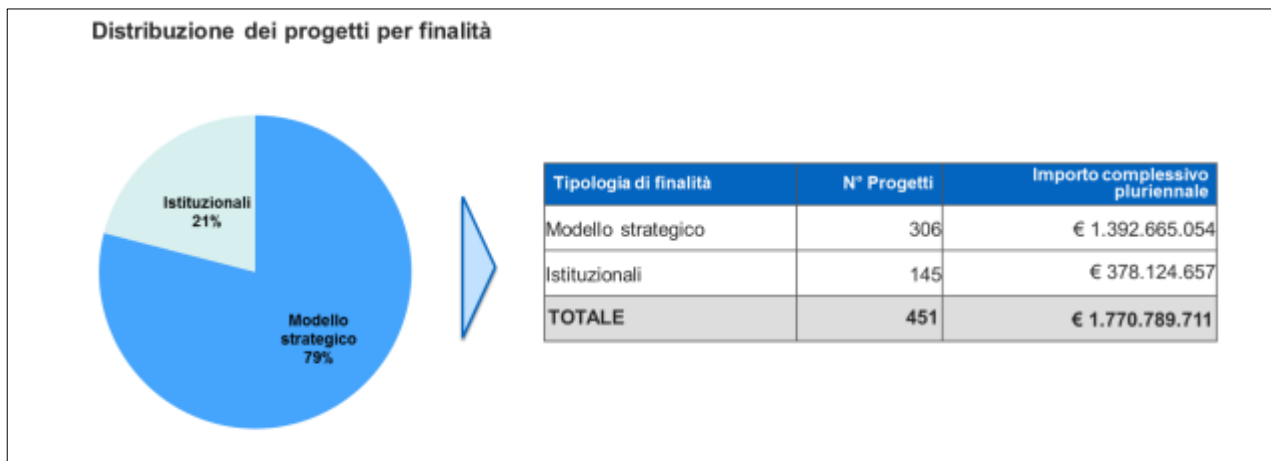 Distribuzione dei progetti per finalità
Istituzionali
21%
Modello
strategico
79%
Tipologia di finalità N° Progetti Importo complessivo
pluriennale
Modello strategico 306 € 1.392.665.054
Istituzionali 145 € 378.124.657
TOTALE 451 € 1.770.789.711